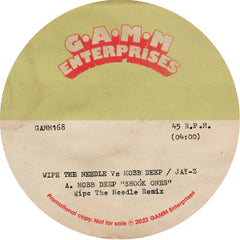 G·A·M·M
ENTERPRISES
GAMM168
45 R.P.M.
(04:00)
WIPE THE NEEDLE Vs MOBB DEEP / JAY-Z
A. MOBB DEEP "SHOOK ONES"
Wipe The Needle Remix
Promotional copy. Not for sale ℗ 2023 GAMM Enterprises